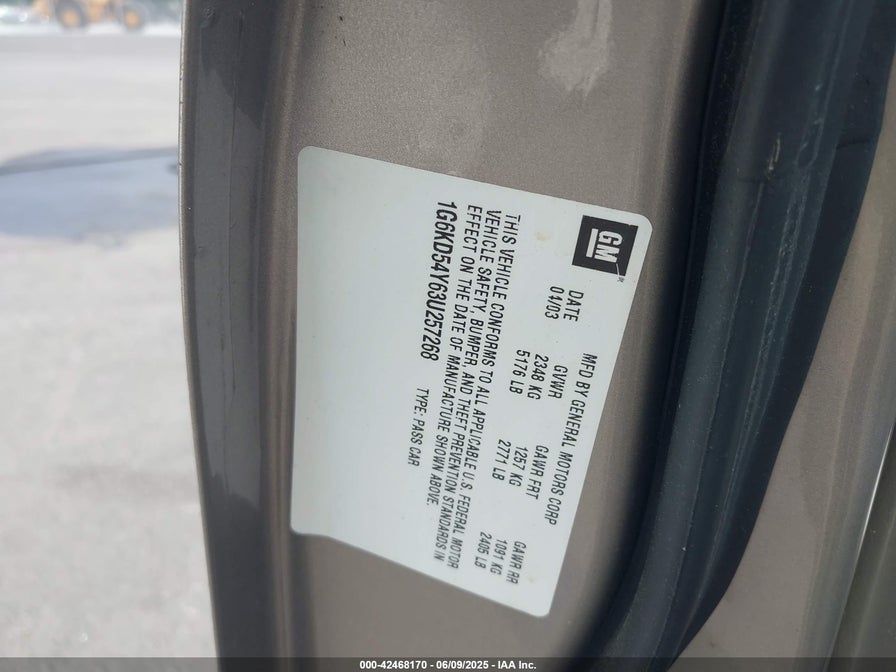 GM
MFD BY GENERAL MOTORS CORP
DATE GVWR GAWR FRT GAWR RR
04/03 2348 KG 1257 KG 1091 KG
5176 LB 2771 LB 2405 LB
THIS VEHICLE CONFORMS TO ALL APPLICABLE U.S. FEDERAL MOTOR
VEHICLE SAFETY, BUMPER, AND THEFT PREVENTION STANDARDS IN
EFFECT ON THE DATE OF MANUFACTURE SHOWN ABOVE.
1G6KD54Y63U257268 TYPE: PASS CAR
000-42468170 - 06/09/2025 - IAA Inc.